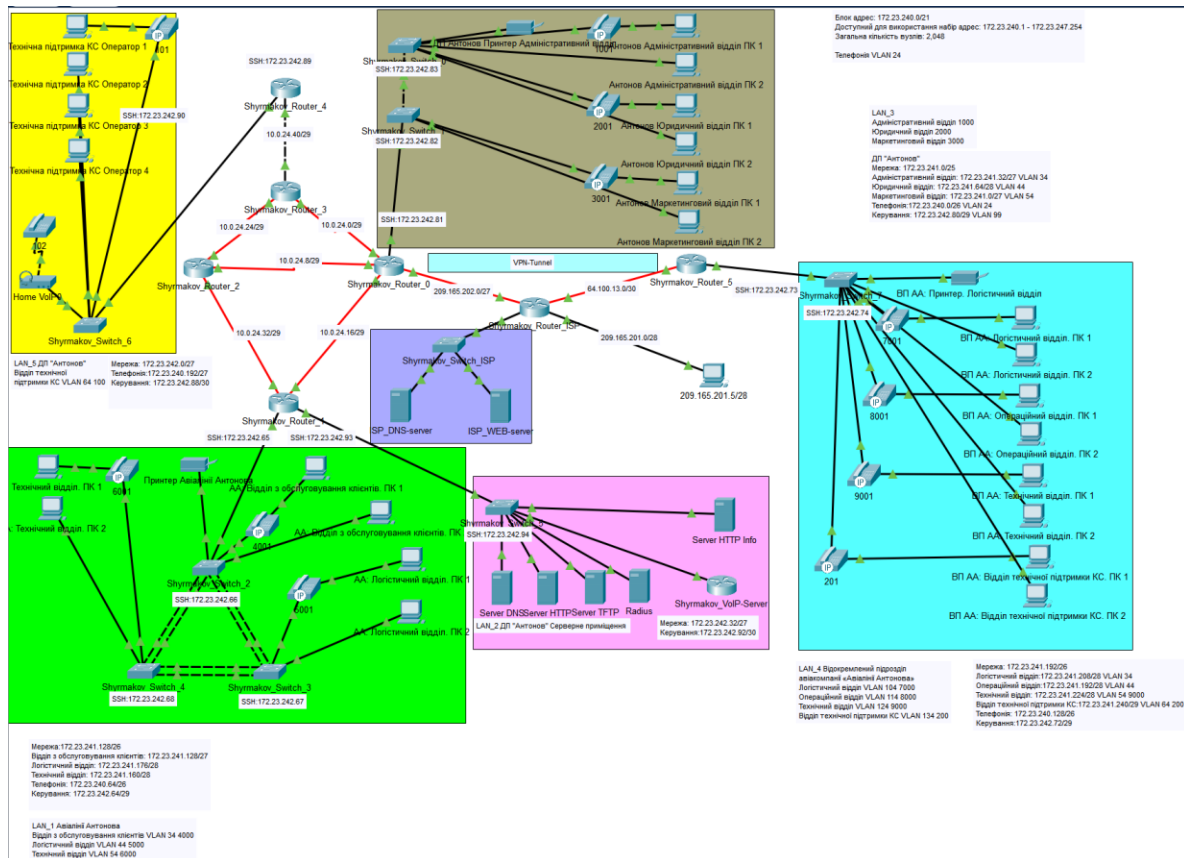 Технічна підтримка КС Оператор 1
101
Технічна підтримка КС Оператор 2
SSH:172.23.242.90
Технічна підтримка КС Оператор 3
Технічна підтримка КС Оператор 4
102
Home VoIP0
Shyrmakov_Switch_6
LAN_5 ДП "Антонов"
Відділ технічної
підтримки КС VLAN 64 100
Мережа: 172.23.242.0/27
Телефонія:172.23.240.192/27
Керування: 172.23.242.88/30
SSH:172.23.242.89
Shyrmakov_Router_4
10.0.24.40/29
Shyrmakov_Router_3
10.0.24.24/29
10.0.24.0/29
10.0.24.8/29
Shyrmakov_Router_2
Shyrmakov_Router_0
10.0.24.32/29
10.0.24.16/29
Shyrmakov_Router_1
SSH:172.23.242.65
SSH:172.23.242.93
ДП Антонов Принтер Адміністративний відділ
SSH:172.23.242.83
1001
Антонов Адміністративний відділ ПК 1
Антонов Адміністративний відділ ПК 2
SSH:172.23.242.82
2001
Антонов Юридичний відділ ПК 1
Антонов Юридичний відділ ПК 2
3001
Антонов Маркетинговий відділ ПК 1
Антонов Маркетинговий відділ ПК 2
SSH:172.23.242.81
VPN-Tunnel
209.165.202.0/27
64.100.13.0/30
Shyrmakov_Router_5
Shyrmakov_Router_ISP
209.165.201.0/28
209.165.201.5/28
Shyrmakov_Switch_ISP
ISP_DNS-server
ISP_WEB-server
Блок адрес: 172.23.240.0/21
Доступний для використання набір адрес: 172.23.240.1 - 172.23.247.254
Загальна кількість вузлів: 2,048
Телефонія VLAN 24
LAN_3
Адміністративний відділ 1000
Юридичний відділ 2000
Маркетинговий відділ 3000
ДП "Антонов"
Мережа: 172.23.241.0/25
Адміністративний відділ: 172.23.241.32/27 VLAN 34
Юридичний відділ: 172.23.241.64/28 VLAN 44
Маркетинговий відділ: 172.23.241.0/27 VLAN 54
Телефонія:172.23.240.0/26 VLAN 24
Керування: 172.23.242.80/29 VLAN 99
SSH:172.23.242.73
SSH:172.23.242.74
ВП АА: Принтер. Логістичний відділ
7001
ВП АА: Логістичний відділ. ПК 1
ВП АА: Логістичний відділ. ПК 2
8001
ВП АА: Операційний відділ. ПК 1
ВП АА: Операційний відділ. ПК 2
9001
ВП АА: Технічний відділ. ПК 1
ВП АА: Технічний відділ. ПК 2
201
ВП АА: Відділ технічної підтримки КС. ПК 1
ВП АА: Відділ технічної підтримки КС. ПК 2
LAN_4 Відокремлений підрозділ
авіакомпанії «Авіалінії Антонова»
Логістичний відділ VLAN 104 7000
Операційний відділ VLAN 114 8000
Технічний відділ VLAN 124 9000
Відділ технічної підтримки КС VLAN 134 200
Мережа: 172.23.241.192/26
Логістичний відділ:172.23.241.208/28 VLAN 34
Операційний відділ:172.23.241.192/28 VLAN 44
Технічний відділ: 172.23.241.224/28 VLAN 54 9000
Відділ технічної підтримки КС:172.23.241.240/29 VLAN 64 200
Телефонія: 172.23.240.128/26
Керування:172.23.242.72/29
Технічний відділ. ПК 1
6001
Принтер Авіалінії Антонова
АА: Відділ з обслуговування клієнтів. ПК 1
А: Технічний відділ. ПК 2
4001
АА: Відділ з обслуговування клієнтів. ПК
Shyrmakov_Switch_2
SSH:172.23.242.66
АА: Логістичний відділ. ПК 1
5001
АА: Логістичний відділ. ПК 2
Shyrmakov_Switch_4
SSH:172.23.242.68
Shyrmakov_Switch_3
SSH:172.23.242.67
SSH:172.23.242.94
Server HTTP Info
Server DNS
Server HTTP
Server TFTP
Radius
Shyrmakov_VoIP-Server
LAN_2 ДП "Антонов" Серверне приміщення
Мережа: 172.23.242.32/27
Керування:172.23.242.92/30
Мережа:172.23.241.128/26
Відділ з обслуговування клієнтів: 172.23.241.128/27
Логістичний відділ: 172.23.241.176/28
Технічний відділ: 172.23.241.160/28
Телефонія: 172.23.240.64/26
Керування: 172.23.242.64/29
LAN_1 Авіалінії Антонова
Відділ з обслуговування клієнтів VLAN 34 4000
Логістичний відділ VLAN 44 5000
Технічний відділ VLAN 54 6000